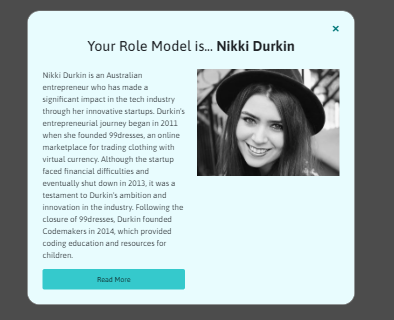 ×
Your Role Model is... Nikki Durkin
Nikki Durkin is an Australian
entrepreneur who has made a
significant impact in the tech industry
through her innovative startups. Durkin's
entrepreneurial journey began in 2011
when she founded 99dresses, an online
marketplace for trading clothing with
virtual currency. Although the startup
faced financial difficulties and
eventually shut down in 2013, it was a
testament to Durkin's ambition and
innovation in the industry. Following the
closure of 99dresses, Durkin founded
Codemakers in 2014, which provided
coding education and resources for
children.
Read More